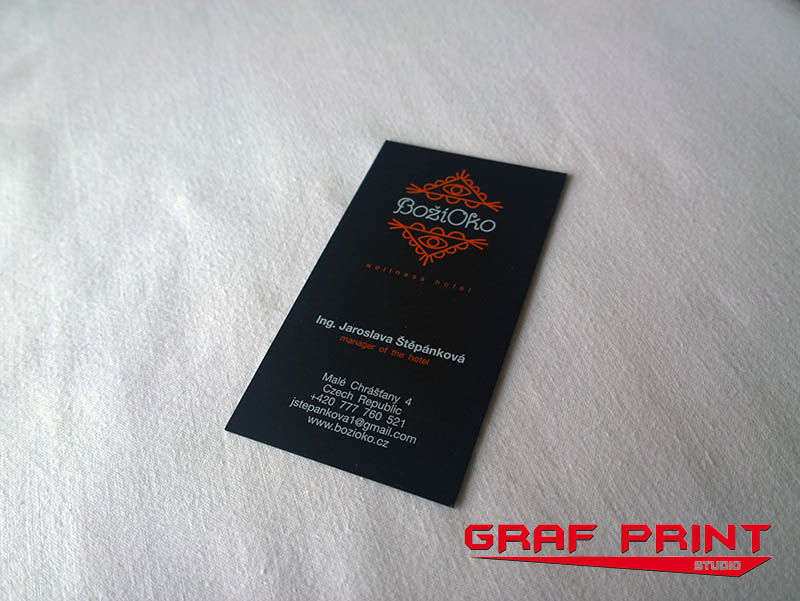 BožíOko
wellness hotel
Ing. Jaroslava Štěpánková
manager of the hotel
Malé Chrášťany 4
Czech Republic
+420 777 760 521
jstepankova1@gmail.com
www.bozioko.cz
GRAF PRINT
STUDIO